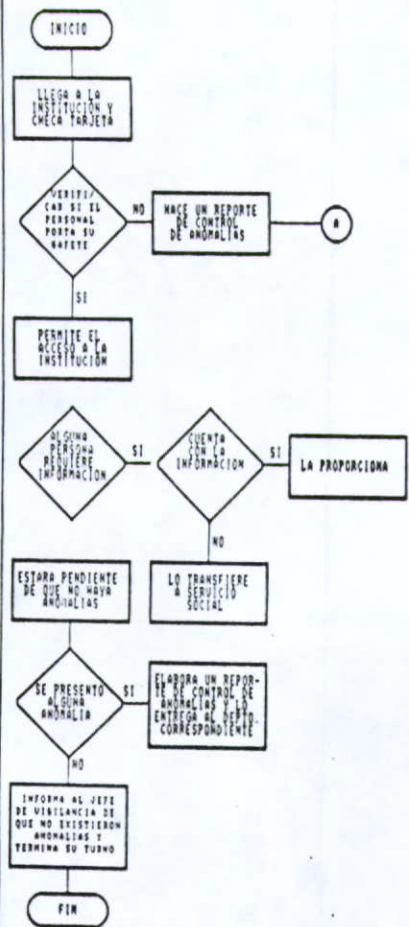 INICIO
LLEGA A LA
INSTITUCIÓN Y
CHECA TARJETA
VERIFI/
CAR SI EL
PERSONAL
PORTA SU
GAFETE
NO
HACE UN REPORTE
DE CONTROL
DE ANOMALIAS
A
SI
PERMITE EL
ACCESO A LA
INSTITUCIÓN
ALGUNA
PERSONA
REQUIERE
INFORMACION
SI
CUENTA
CON LA
INFORMACION
SI
LA PROPORCIONA
NO
LO TRANSFIERE
A SERVICIO
SOCIAL
ESTARA PENDIENTE
DE QUE NO HAYA
ANOMALIAS
SE PRESENTO
ALGUNA
ANOMALIA
SI
ELABORA UN REPOR-
TE DE CONTROL DE
ANOMALIAS Y LO
ENTREGA AL DEPTO.
CORRESPONDIENTE
NO
INFORMA AL JEFE
DE VIGILANCIA DE
QUE NO EXISTIERON
ANOMALIAS Y
TERMINA SU TURNO
FIN